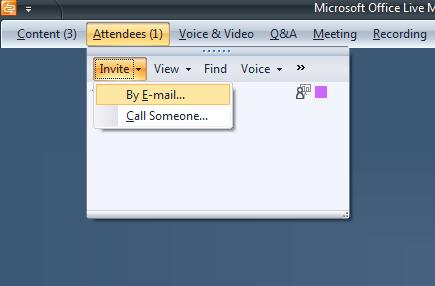 Microsoft Office Live M
Content (3) Attendees (1) Voice & Video Q&A Meeting Recording
Invite View Find Voice »
By E-mail...
Call Someone...